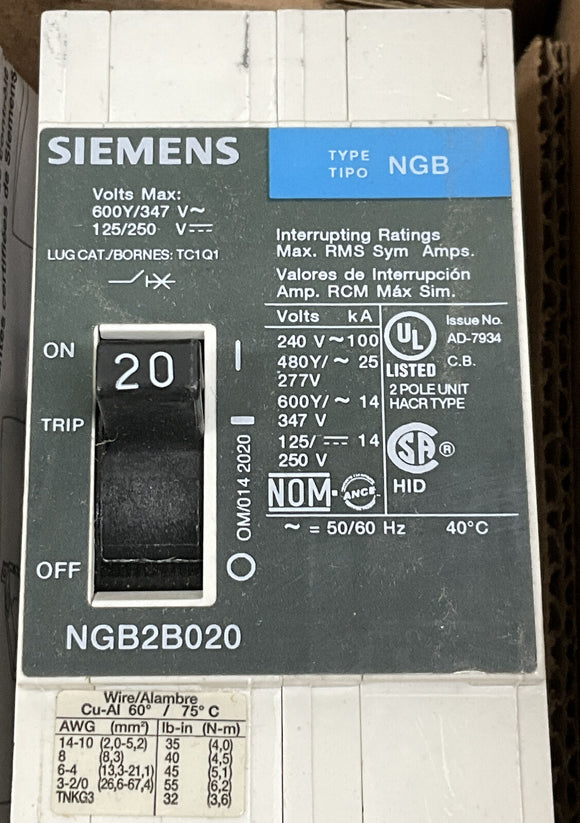 SIEMENS
TYPE
TIPO NGB
Volts Max:
600Y/347 V~
125/250 V⎓
LUG CAT./BORNES: TC1Q1
Interrupting Ratings
Max. RMS Sym Amps.
Valores de Interrupción
Amp. RCM Máx Sim.
Volts kA
240 V ~ 100
480Y/ ~ 25
277V
600Y/ ~ 14
347 V
125/ ⎓ 14
250 V
UL
LISTED
Issue No.
AD-7934
C.B.
2 POLE UNIT
HACR TYPE
SA ®
HID
NOM ANCE
~ = 50/60 Hz 40°C
ON
20
I
TRIP
OFF
O
OM/014 2020
NGB2B020
Wire/Alambre
Cu-Al 60° / 75° C
AWG (mm²) lb-in (N-m)
14-10 (2,0-5,2) 35 (4,0)
8 (8,3) 40 (4,5)
6-4 (13,3-21,1) 45 (5,1)
3-2/0 (26,6-67,4) 55 (6,2)
TNKG3 32 (3,6)
de Siemens